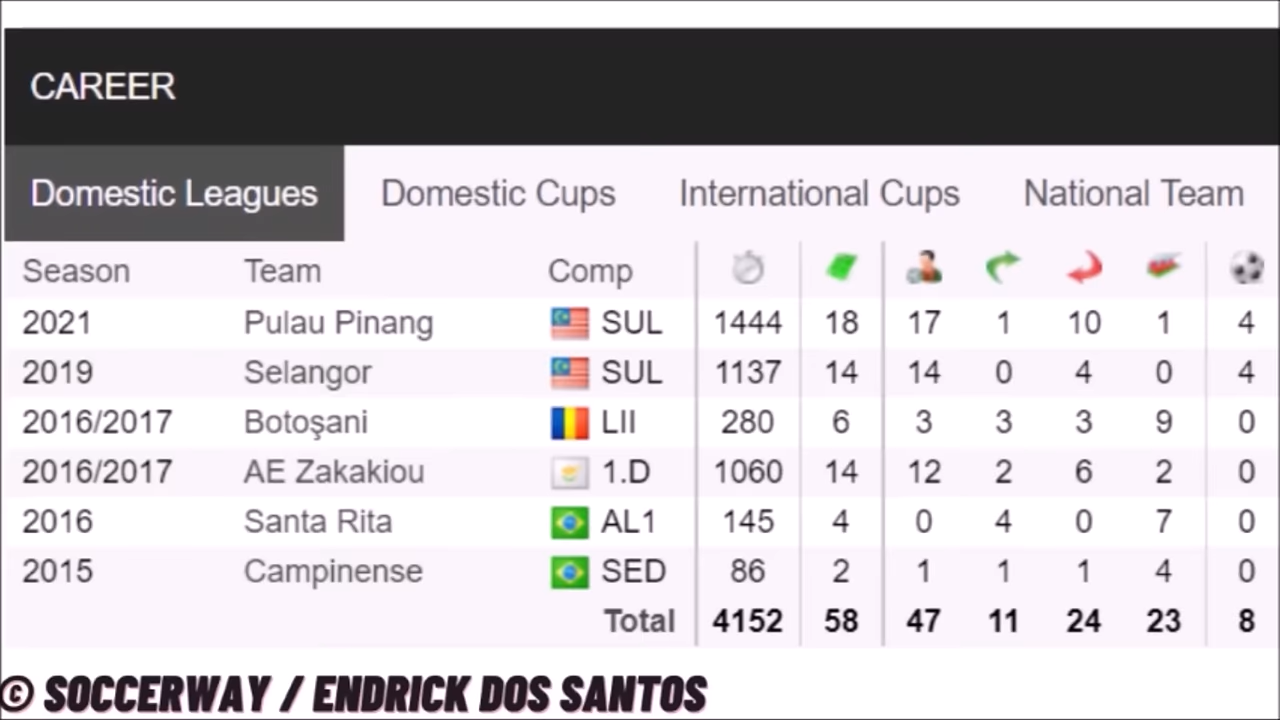 CAREER
Domestic Leagues Domestic Cups International Cups National Team
Season Team Comp
2021 Pulau Pinang SUL 1444 18 17 1 10 1 4
2019 Selangor SUL 1137 14 14 0 4 0 4
2016/2017 Botoşani LII 280 6 3 3 3 9 0
2016/2017 AE Zakakiou 1.D 1060 14 12 2 6 2 0
2016 Santa Rita AL1 145 4 0 4 0 7 0
2015 Campinense SED 86 2 1 1 1 4 0
Total 4152 58 47 11 24 23 8
© SOCCERWAY / ENDRICK DOS SANTOS